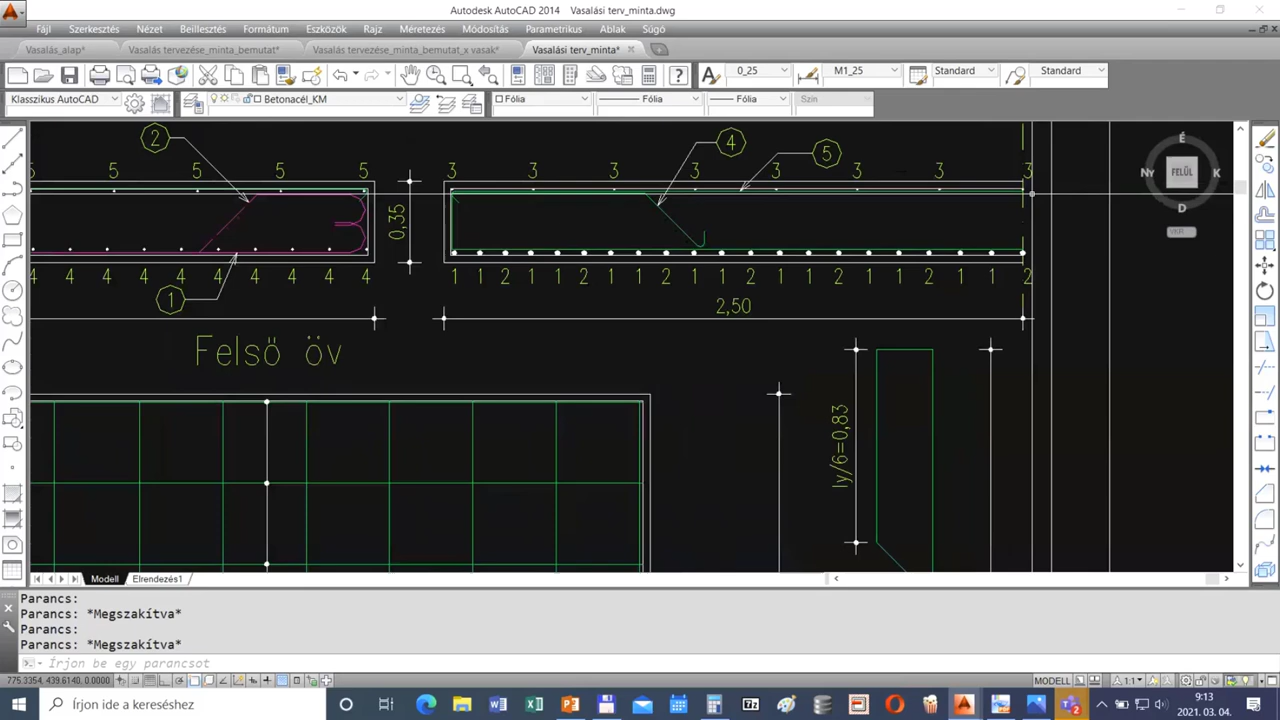 Autodesk AutoCAD 2014 Vasalási terv_minta.dwg
Fájl Szerkesztés Nézet Beillesztés Formátum Eszközök Rajz Méretezés Módosítás Parametrikus Ablak Súgó
Vasalás_alap* Vasalás tervezése_minta_bemutat* Vasalás tervezése_minta_bemutat_x vasak* Vasalási terv_minta*
0_25 M1_25 Standard Standard
Klasszikus AutoCAD Betonacél_KM Fólia Fólia Fólia Szín
2 4 5
5 5 5 5 3 3 3 3 3 3 3 3
0,35
4 4 4 4 4 4 4 4 4 4 1 1 2 1 1 2 1 1 2 1 1 2 1 1 2 1 1 2 1 1 2
1
2,50
Felső öv
ly/6=0,83
É
NY FELÜL K
D
VKR
Modell Elrendezés1
Parancs:
Parancs: *Megszakítva*
Parancs:
Parancs: *Megszakítva*
Írjon be egy parancsot
775.3354, 439.6140, 0.0000 MODELL 1:1
Írjon ide a kereséshez
9:13
2021. 03. 04.